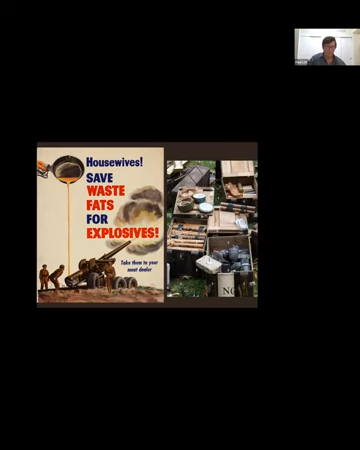 Housewives!
SAVE
WASTE
FATS
FOR
EXPLOSIVES!
Take them to your
meat dealer